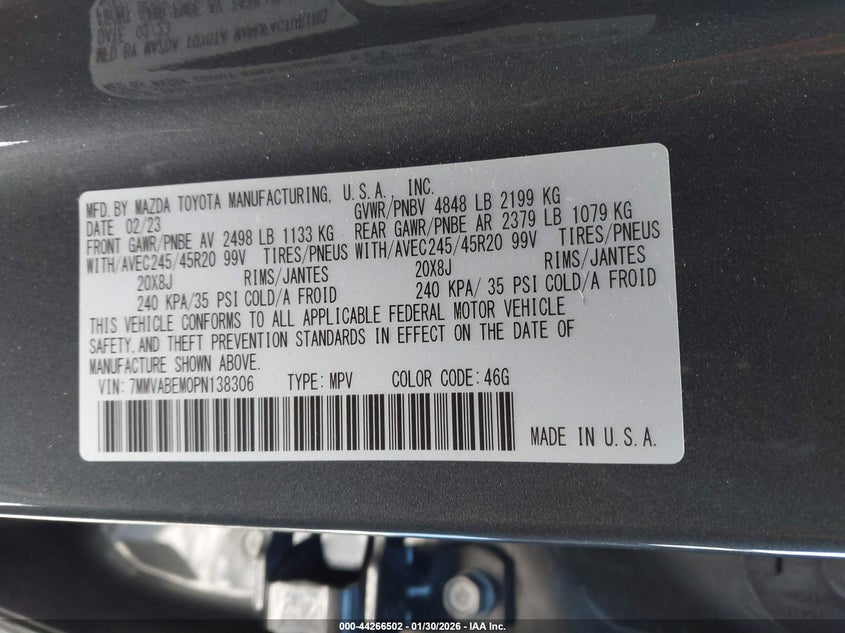 MFD. BY MAZDA TOYOTA MANUFACTURING, U.S.A., INC.
DATE 02/23 GVWR/PNBV 4848 LB 2199 KG
FRONT GAWR/PNBE AV 2498 LB 1133 KG REAR GAWR/PNBE AR 2379 LB 1079 KG
WITH/AVEC245/45R20 99V TIRES/PNEUS WITH/AVEC245/45R20 99V TIRES/PNEUS
20X8J RIMS/JANTES 20X8J RIMS/JANTES
240 KPA/35 PSI COLD/A FROID 240 KPA/ 35 PSI COLD/A FROID
THIS VEHICLE CONFORMS TO ALL APPLICABLE FEDERAL MOTOR VEHICLE
SAFETY, AND THEFT PREVENTION STANDARDS IN EFFECT ON THE DATE OF
MANUFACTURE SHOWN ABOVE.
VIN: 7MMVABEM0PN138306 TYPE: MPV COLOR CODE: 46G
MADE IN U.S.A.
000-44266502 - 01/30/2026 - IAA Inc.